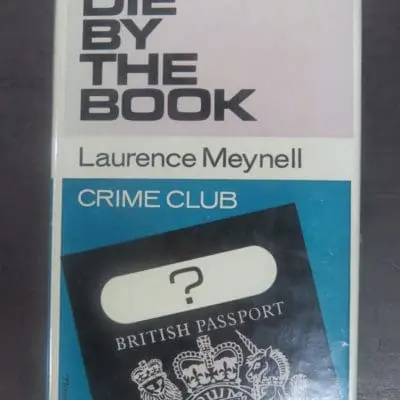 DIE
BY
THE
BOOK
Laurence Meynell
CRIME CLUB
?
BRITISH PASSPORT